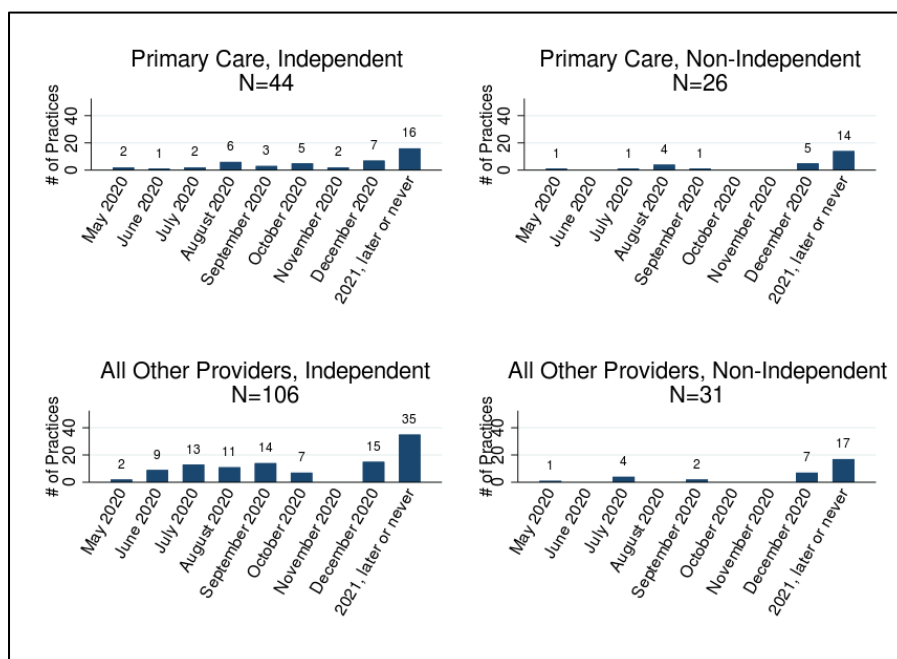 Primary Care, Independent
N=44
# of Practices
40
20
0
2
1
2
6
3
5
2
7
16
May 2020
June 2020
July 2020
August 2020
September 2020
October 2020
November 2020
December 2020
2021, later or never
Primary Care, Non-Independent
N=26
# of Practices
40
20
0
1
1
4
1
5
14
May 2020
June 2020
July 2020
August 2020
September 2020
October 2020
November 2020
December 2020
2021, later or never
All Other Providers, Independent
N=106
# of Practices
40
20
0
2
9
13
11
14
7
15
35
May 2020
June 2020
July 2020
August 2020
September 2020
October 2020
November 2020
December 2020
2021, later or never
All Other Providers, Non-Independent
N=31
# of Practices
40
20
0
1
4
2
7
17
May 2020
June 2020
July 2020
August 2020
September 2020
October 2020
November 2020
December 2020
2021, later or never